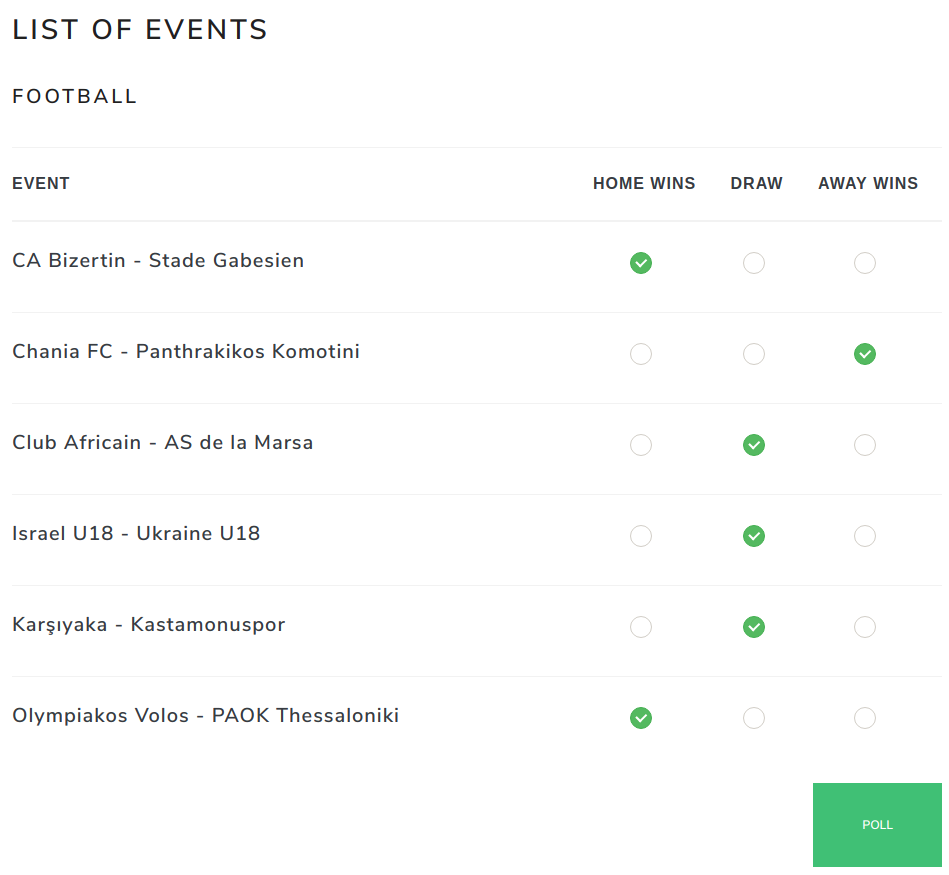 LIST OF EVENTS
FOOTBALL
EVENT HOME WINS DRAW AWAY WINS
CA Bizertin - Stade Gabesien
Chania FC - Panthrakikos Komotini
Club Africain - AS de la Marsa
Israel U18 - Ukraine U18
Karşıyaka - Kastamonuspor
Olympiakos Volos - PAOK Thessaloniki
POLL